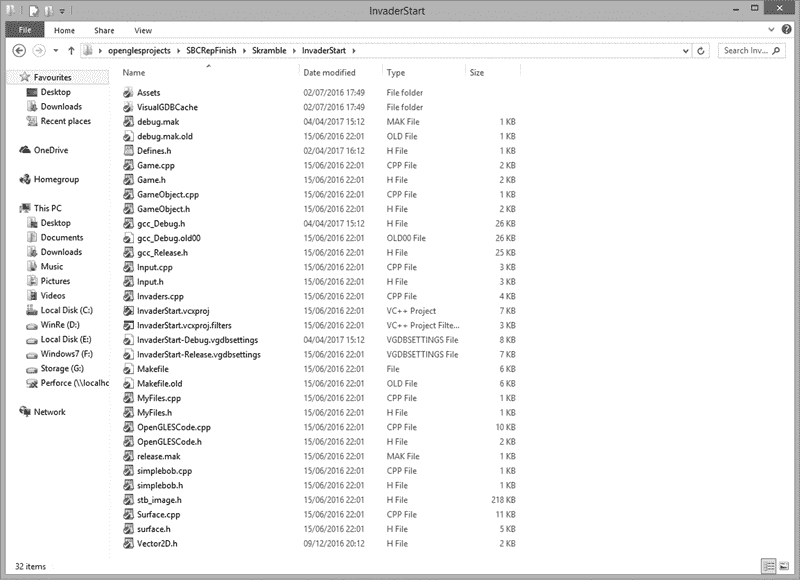 InvaderStart
File Home Share View
openglesprojects SBCRepFinish Skramble InvaderStart Search Inv...
Name Date modified Type Size
Favourites
Desktop
Downloads
Recent places
OneDrive
Homegroup
This PC
Desktop
Documents
Downloads
Music
Pictures
Videos
Local Disk (C:)
WinRe (D:)
Local Disk (E:)
Windows7 (F:)
Storage (G:)
Perforce (\\localhc
Network
Assets 02/07/2016 17:49 File folder
VisualGDBCache 02/07/2016 17:49 File folder
debug.mak 04/04/2017 15:12 MAK File 1 KB
debug.mak.old 15/06/2016 22:01 OLD File 1 KB
Defines.h 02/04/2017 16:12 H File 1 KB
Game.cpp 15/06/2016 22:01 CPP File 2 KB
Game.h 15/06/2016 22:01 H File 2 KB
GameObject.cpp 15/06/2016 22:01 CPP File 2 KB
GameObject.h 15/06/2016 22:01 H File 2 KB
gcc_Debug.h 04/04/2017 15:12 H File 26 KB
gcc_Debug.old00 15/06/2016 22:01 OLD00 File 26 KB
gcc_Release.h 15/06/2016 22:01 H File 25 KB
Input.cpp 15/06/2016 22:01 CPP File 3 KB
Input.h 15/06/2016 22:01 H File 3 KB
Invaders.cpp 15/06/2016 22:01 CPP File 4 KB
InvaderStart.vcxproj 15/06/2016 22:01 VC++ Project 7 KB
InvaderStart.vcxproj.filters 15/06/2016 22:01 VC++ Project Filte... 3 KB
InvaderStart-Debug.vgdbsettings 04/04/2017 15:12 VGDBSETTINGS File 8 KB
InvaderStart-Release.vgdbsettings 15/06/2016 22:01 VGDBSETTINGS File 7 KB
Makefile 15/06/2016 22:01 File 6 KB
Makefile.old 15/06/2016 22:01 OLD File 6 KB
MyFiles.cpp 15/06/2016 22:01 CPP File 1 KB
MyFiles.h 15/06/2016 22:01 H File 1 KB
OpenGLESCode.cpp 15/06/2016 22:01 CPP File 10 KB
OpenGLESCode.h 15/06/2016 22:01 H File 2 KB
release.mak 15/06/2016 22:01 MAK File 1 KB
simplebob.cpp 15/06/2016 22:01 CPP File 1 KB
simplebob.h 15/06/2016 22:01 H File 1 KB
stb_image.h 15/06/2016 22:01 H File 218 KB
Surface.cpp 15/06/2016 22:01 CPP File 11 KB
surface.h 15/06/2016 22:01 H File 5 KB
Vector2D.h 09/12/2016 20:12 H File 9 KB
32 items